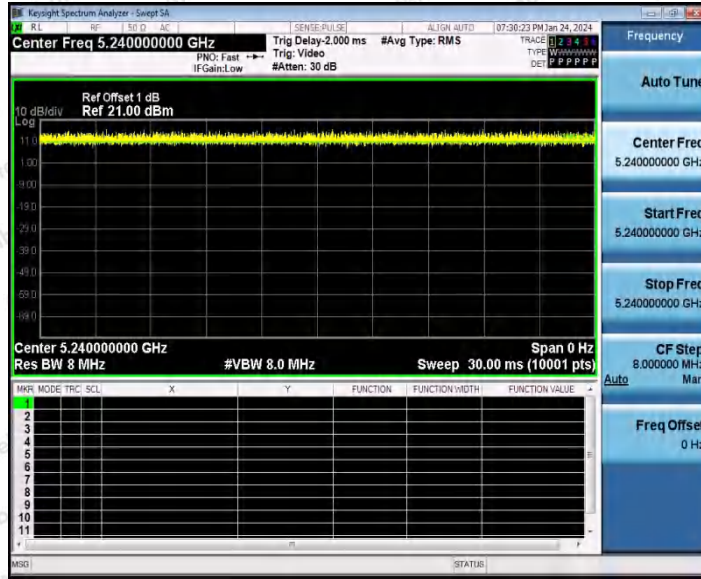 Keysight Spectrum Analyzer - Swept SA
RL RF 50 Ω AC SENSE:PULSE ALIGN AUTO 07:30:23 PM Jan 24, 2024
Center Freq 5.240000000 GHz
PNO: Fast
IFGain:Low
Trig Delay-2.000 ms
Trig: Video
#Atten: 30 dB
#Avg Type: RMS
TRACE 1 2 3 4 5 6
TYPE WWWWWW
DET P P P P P P
Ref Offset 1 dB
10 dB/div Ref 21.00 dBm
Log
11.0
1.00
-9.00
-19.0
-29.0
-39.0
-49.0
-59.0
-69.0
Center 5.240000000 GHz Span 0 Hz
Res BW 8 MHz #VBW 8.0 MHz Sweep 30.00 ms (10001 pts)
MKR MODE TRC SCL X Y FUNCTION FUNCTION WIDTH FUNCTION VALUE
1
2
3
4
5
6
7
8
9
10
11
MSG STATUS
Frequency
Auto Tune
Center Freq
5.240000000 GHz
Start Freq
5.240000000 GHz
Stop Freq
5.240000000 GHz
CF Step
8.000000 MHz
Auto Man
Freq Offset
0 Hz